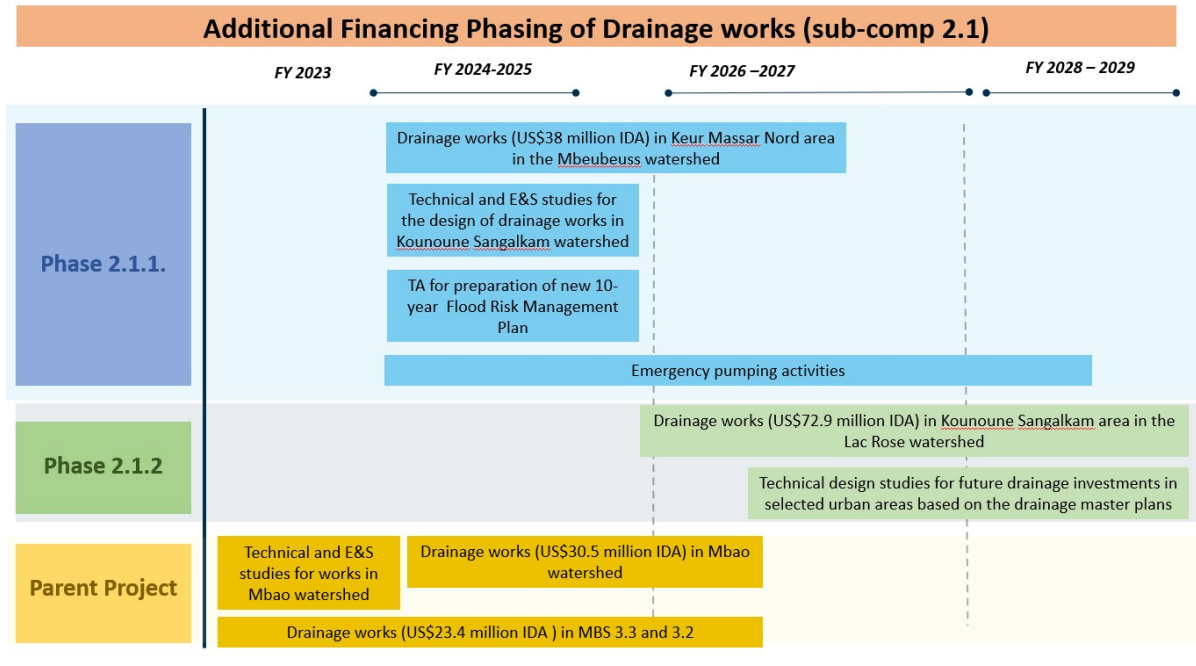 Additional Financing Phasing of Drainage works (sub-comp 2.1)
FY 2023
FY 2024-2025
FY 2026 –2027
FY 2028 – 2029
Phase 2.1.1.
Drainage works (US$38 million IDA) in Keur Massar Nord area
in the Mbeubeuss watershed
Technical and E&S studies for
the design of drainage works in
Kounoune Sangalkam watershed
TA for preparation of new 10-
year  Flood Risk Management
Plan
Emergency pumping activities
Phase 2.1.2
Drainage works (US$72.9 million IDA) in Kounoune Sangalkam area in the
Lac Rose watershed
Technical design studies for future drainage investments in
selected urban areas based on the drainage master plans
Parent Project
Technical and E&S
studies for works in
Mbao watershed
Drainage works (US$30.5 million IDA) in Mbao
watershed
Drainage works (US$23.4 million IDA ) in MBS 3.3 and 3.2